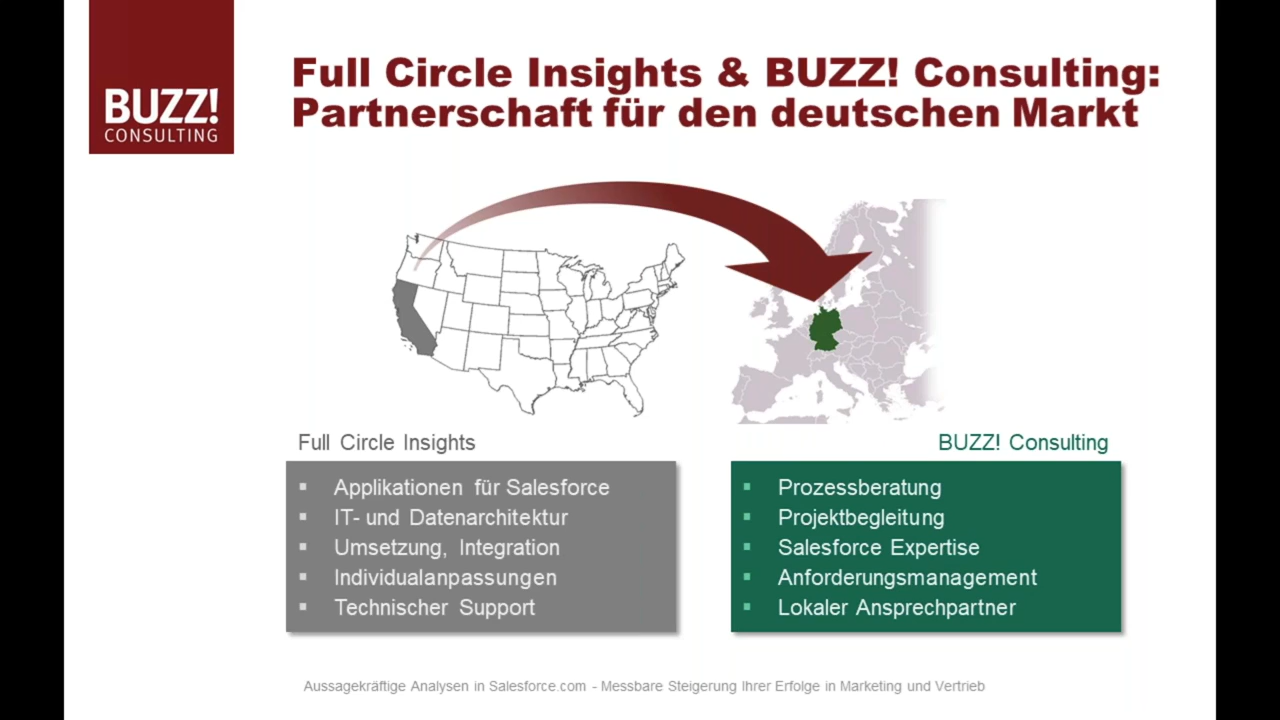 BUZZ!
CONSULTING
Full Circle Insights & BUZZ! Consulting:
Partnerschaft für den deutschen Markt
Full Circle Insights
▪ Applikationen für Salesforce
▪ IT- und Datenarchitektur
▪ Umsetzung, Integration
▪ Individualanpassungen
▪ Technischer Support
BUZZ! Consulting
▪ Prozessberatung
▪ Projektbegleitung
▪ Salesforce Expertise
▪ Anforderungsmanagement
▪ Lokaler Ansprechpartner
Aussagekräftige Analysen in Salesforce.com - Messbare Steigerung Ihrer Erfolge in Marketing und Vertrieb